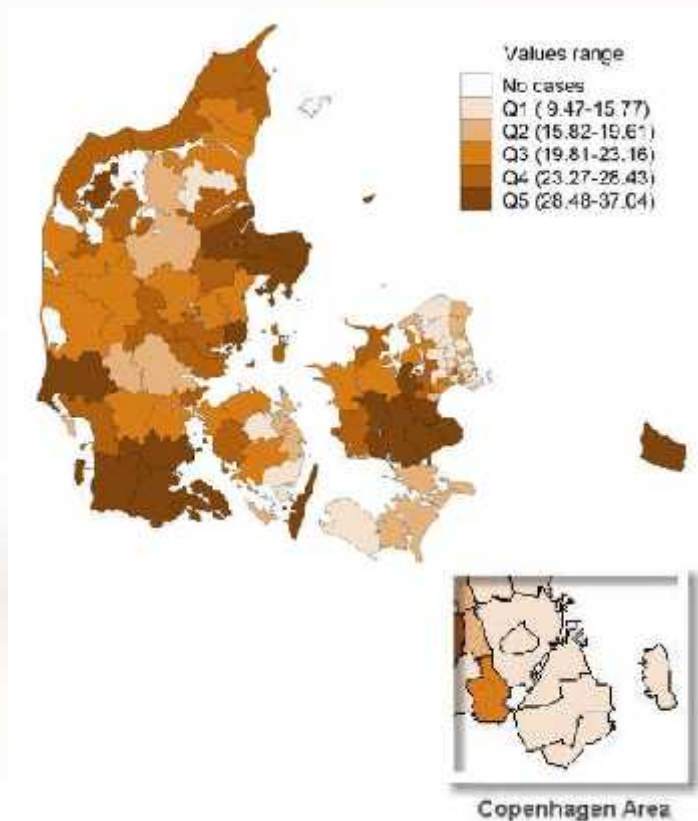 Values range
No cases
Q1 ( 9.47-15.77)
Q2 (15.82-19.61)
Q3 (19.81-23.16)
Q4 (23.27-28.43)
Q5 (28.48-37.04)
Copenhagen Area